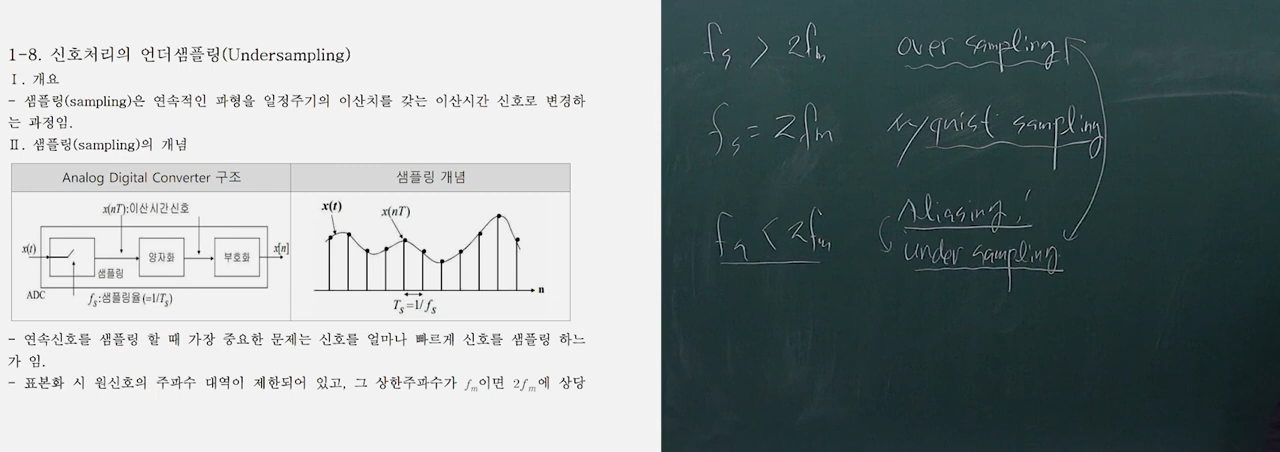 1-8. 신호처리의 언더샘플링(Undersampling)
Ⅰ. 개요
- 샘플링(sampling)은 연속적인 파형을 일정주기의 이산치를 갖는 이산시간 신호로 변경하
는 과정임.
Ⅱ. 샘플링(sampling)의 개념
Analog Digital Converter 구조
샘플링 개념
x(nT):이산시간신호
x(t)
샘플링
양자화
부호화
x[n]
ADC
fs:샘플링율(=1/Ts)
x(t)
x(nT)
n
Ts=1/fs
- 연속신호를 샘플링 할 때 가장 중요한 문제는 신호를 얼마나 빠르게 신호를 샘플링 하느
가 임.
- 표본화 시 원신호의 주파수 대역이 제한되어 있고, 그 상한주파수가 fm이면 2fm에 상당
fs > 2fm over sampling
fs = 2fm Nyquist sampling
Aliasing!
fs < 2fm under sampling